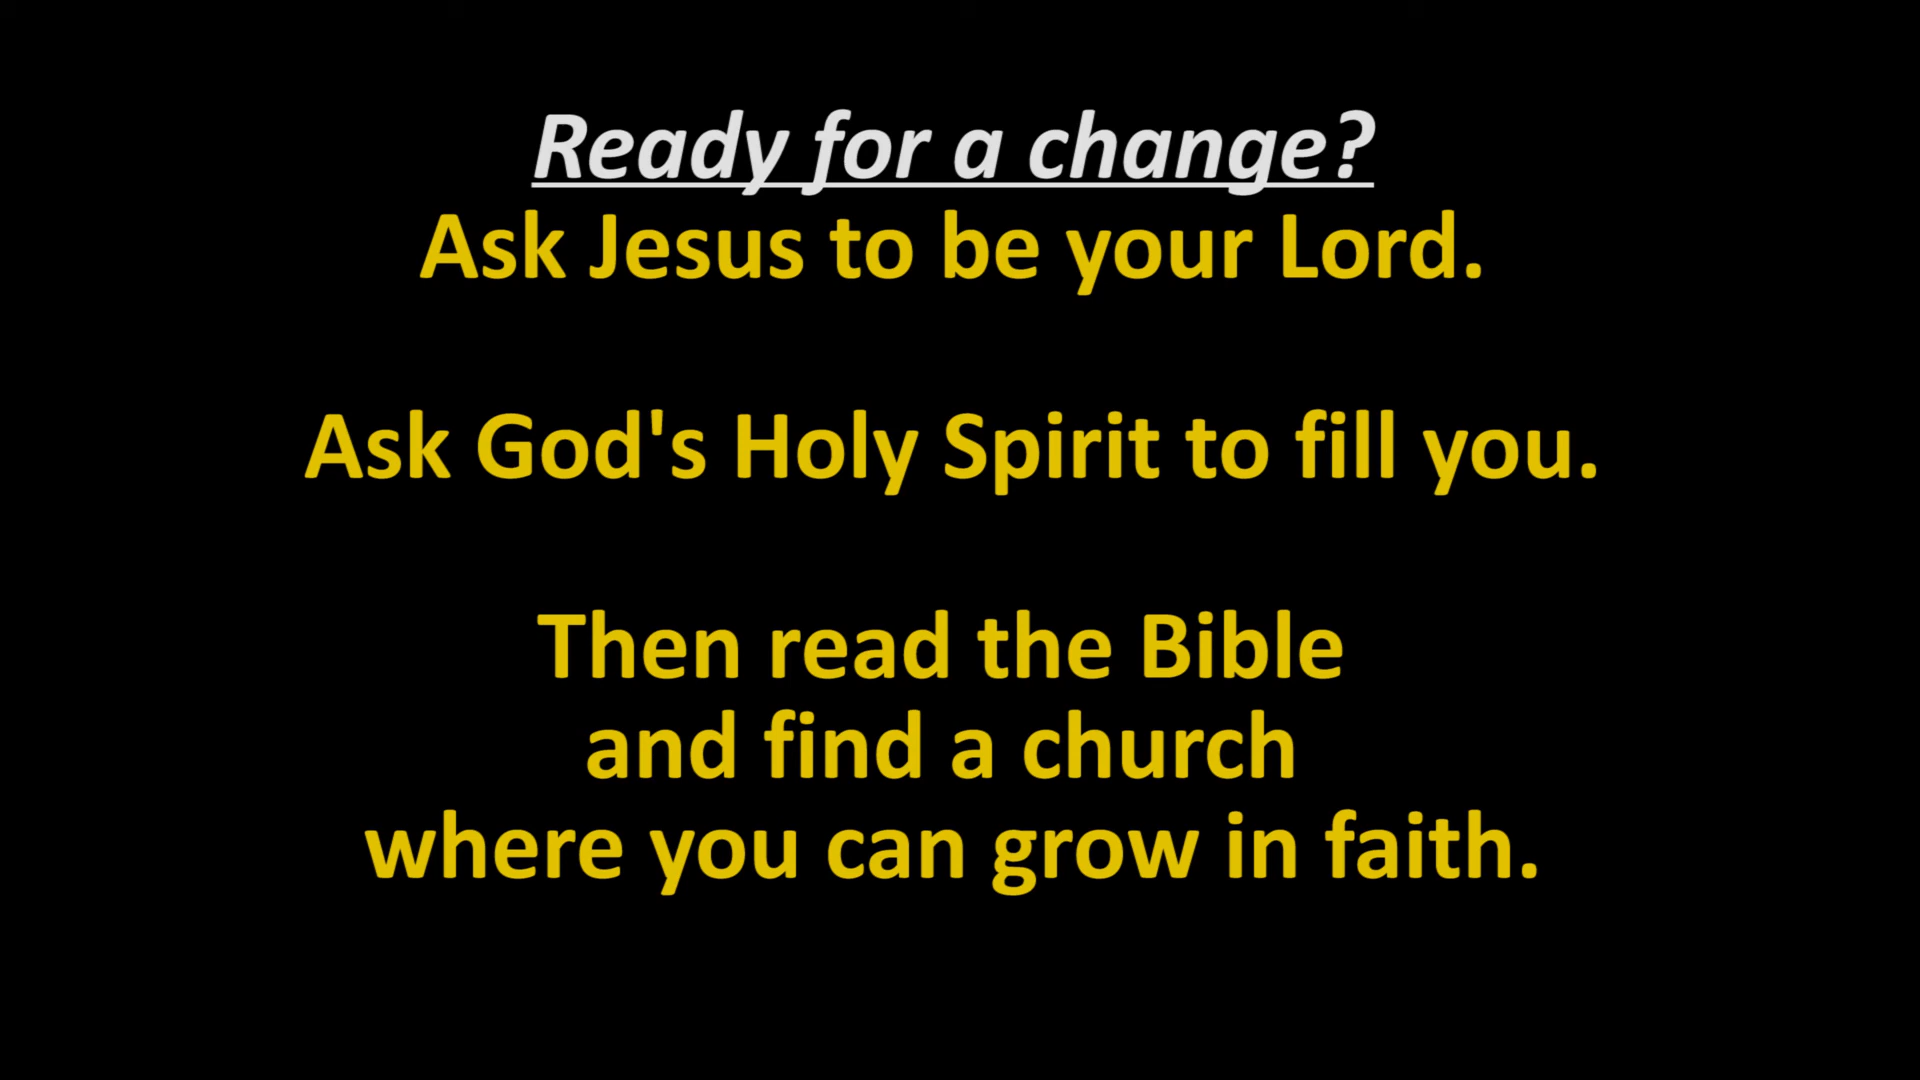 Ready for a change?
Ask Jesus to be your Lord.
Ask God's Holy Spirit to fill you.
Then read the Bible
and find a church
where you can grow in faith.